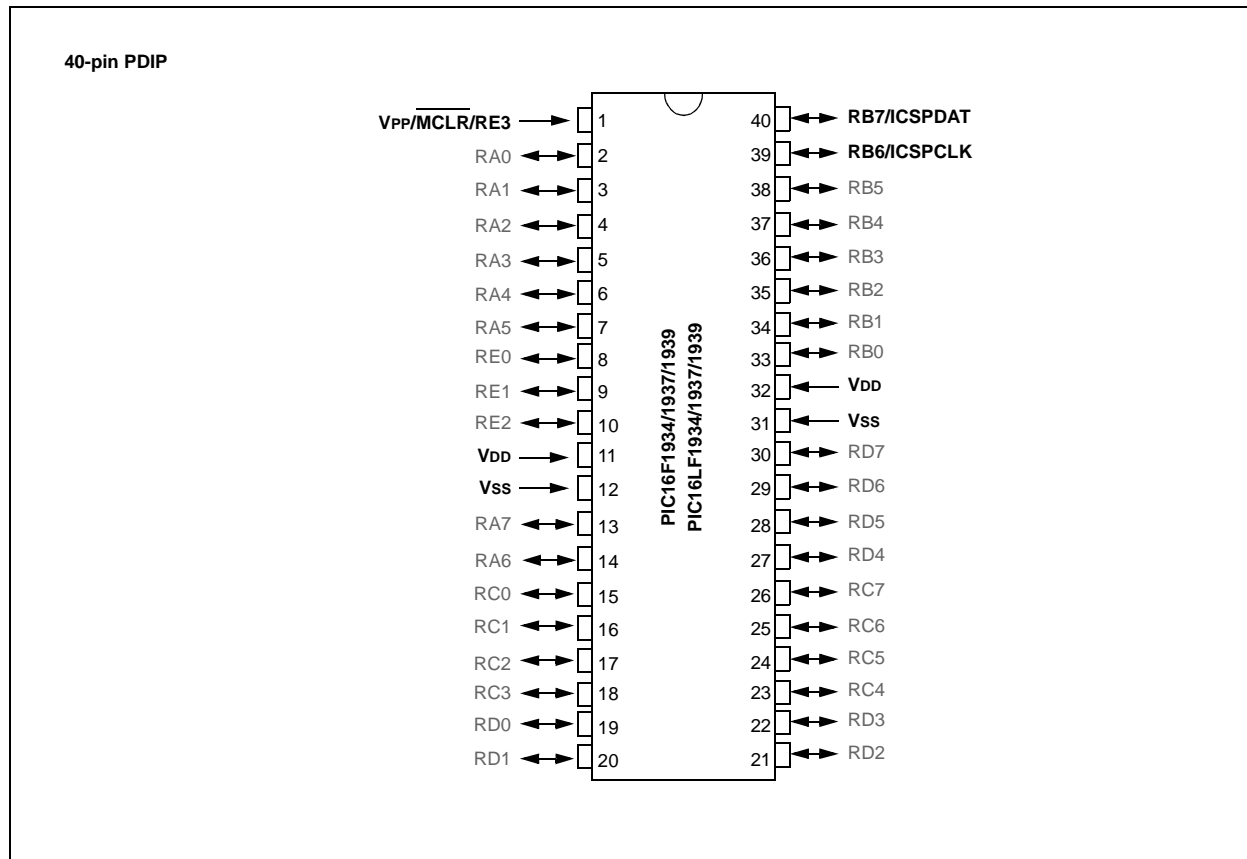 40-pin PDIP
VPP/MCLR/RE3 1 40 RB7/ICSPDAT
RA0 2 39 RB6/ICSPCLK
RA1 3 38 RB5
RA2 4 37 RB4
RA3 5 36 RB3
RA4 6 35 RB2
RA5 7 34 RB1
RE0 8 33 RB0
RE1 9 32 VDD
RE2 10 31 VSS
VDD 11 30 RD7
VSS 12 29 RD6
RA7 13 28 RD5
RA6 14 27 RD4
RC0 15 26 RC7
RC1 16 25 RC6
RC2 17 24 RC5
RC3 18 23 RC4
RD0 19 22 RD3
RD1 20 21 RD2
PIC16F1934/1937/1939
PIC16LF1934/1937/1939